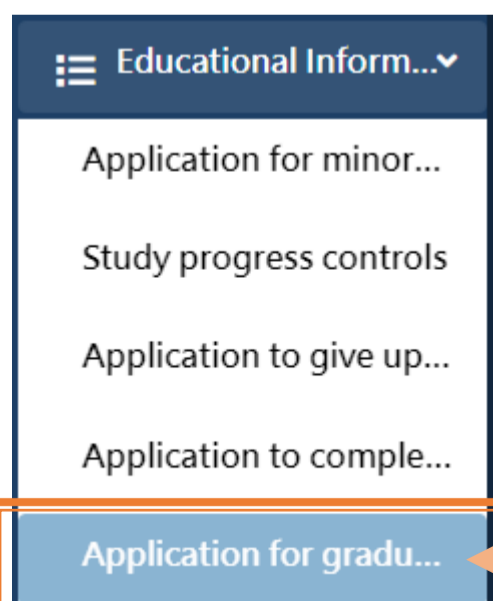 Educational Inform...
Application for minor...
Study progress controls
Application to give up...
Application to comple...
Application for gradu...